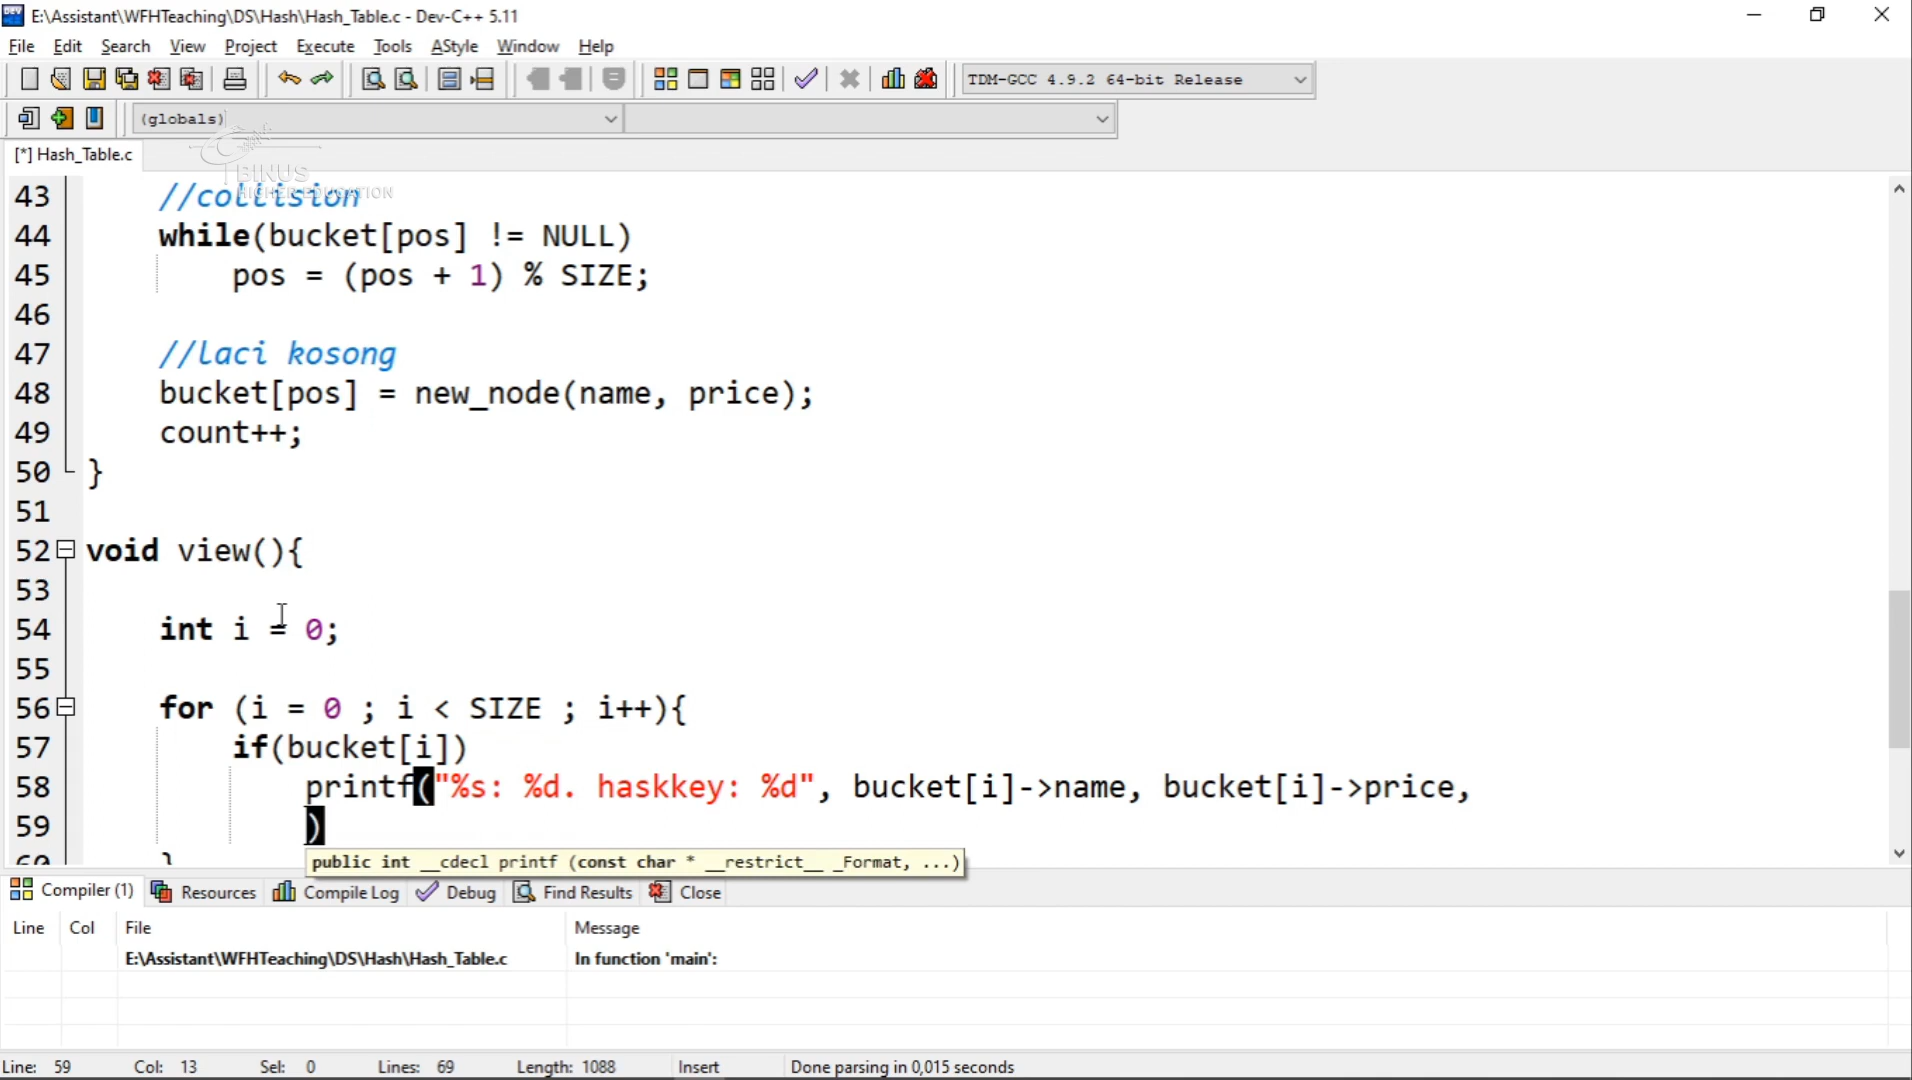 E:\Assistant\WFHTeaching\DS\Hash\Hash_Table.c - Dev-C++ 5.11
File Edit Search View Project Execute Tools AStyle Window Help
TDM-GCC 4.9.2 64-bit Release
(globals)
[*] Hash_Table.c
BINUS
HIGHER EDUCATION
43 //collision
44 while(bucket[pos] != NULL)
45 pos = (pos + 1) % SIZE;
46
47 //laci kosong
48 bucket[pos] = new_node(name, price);
49 count++;
50 }
51
52 void view(){
53
54 int i = 0;
55
56 for (i = 0 ; i < SIZE ; i++){
57 if(bucket[i])
58 printf("%s: %d. haskkey: %d", bucket[i]->name, bucket[i]->price,
59 )
60 }
public int __cdecl printf (const char * __restrict__ _Format, ...)
Compiler (1) Resources Compile Log Debug Find Results Close
Line Col File Message
E:\Assistant\WFHTeaching\DS\Hash\Hash_Table.c In function 'main':
Line: 59 Col: 13 Sel: 0 Lines: 69 Length: 1088 Insert Done parsing in 0,015 seconds